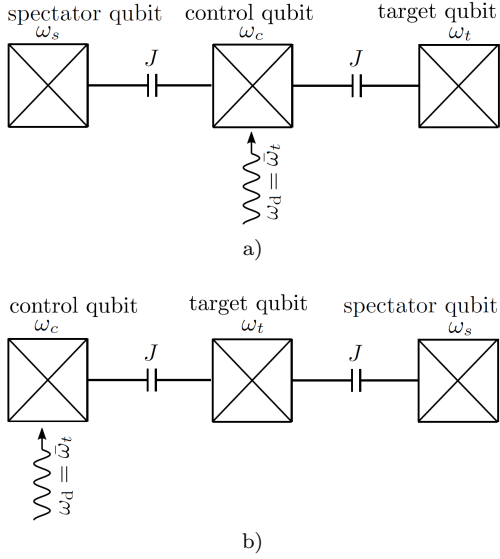 spectator qubit control qubit target qubit
ω_s ω_c ω_t
J J
ω_d = ω̄_t
a)
control qubit target qubit spectator qubit
ω_c ω_t ω_s
J J
ω_d = ω̄_t
b)